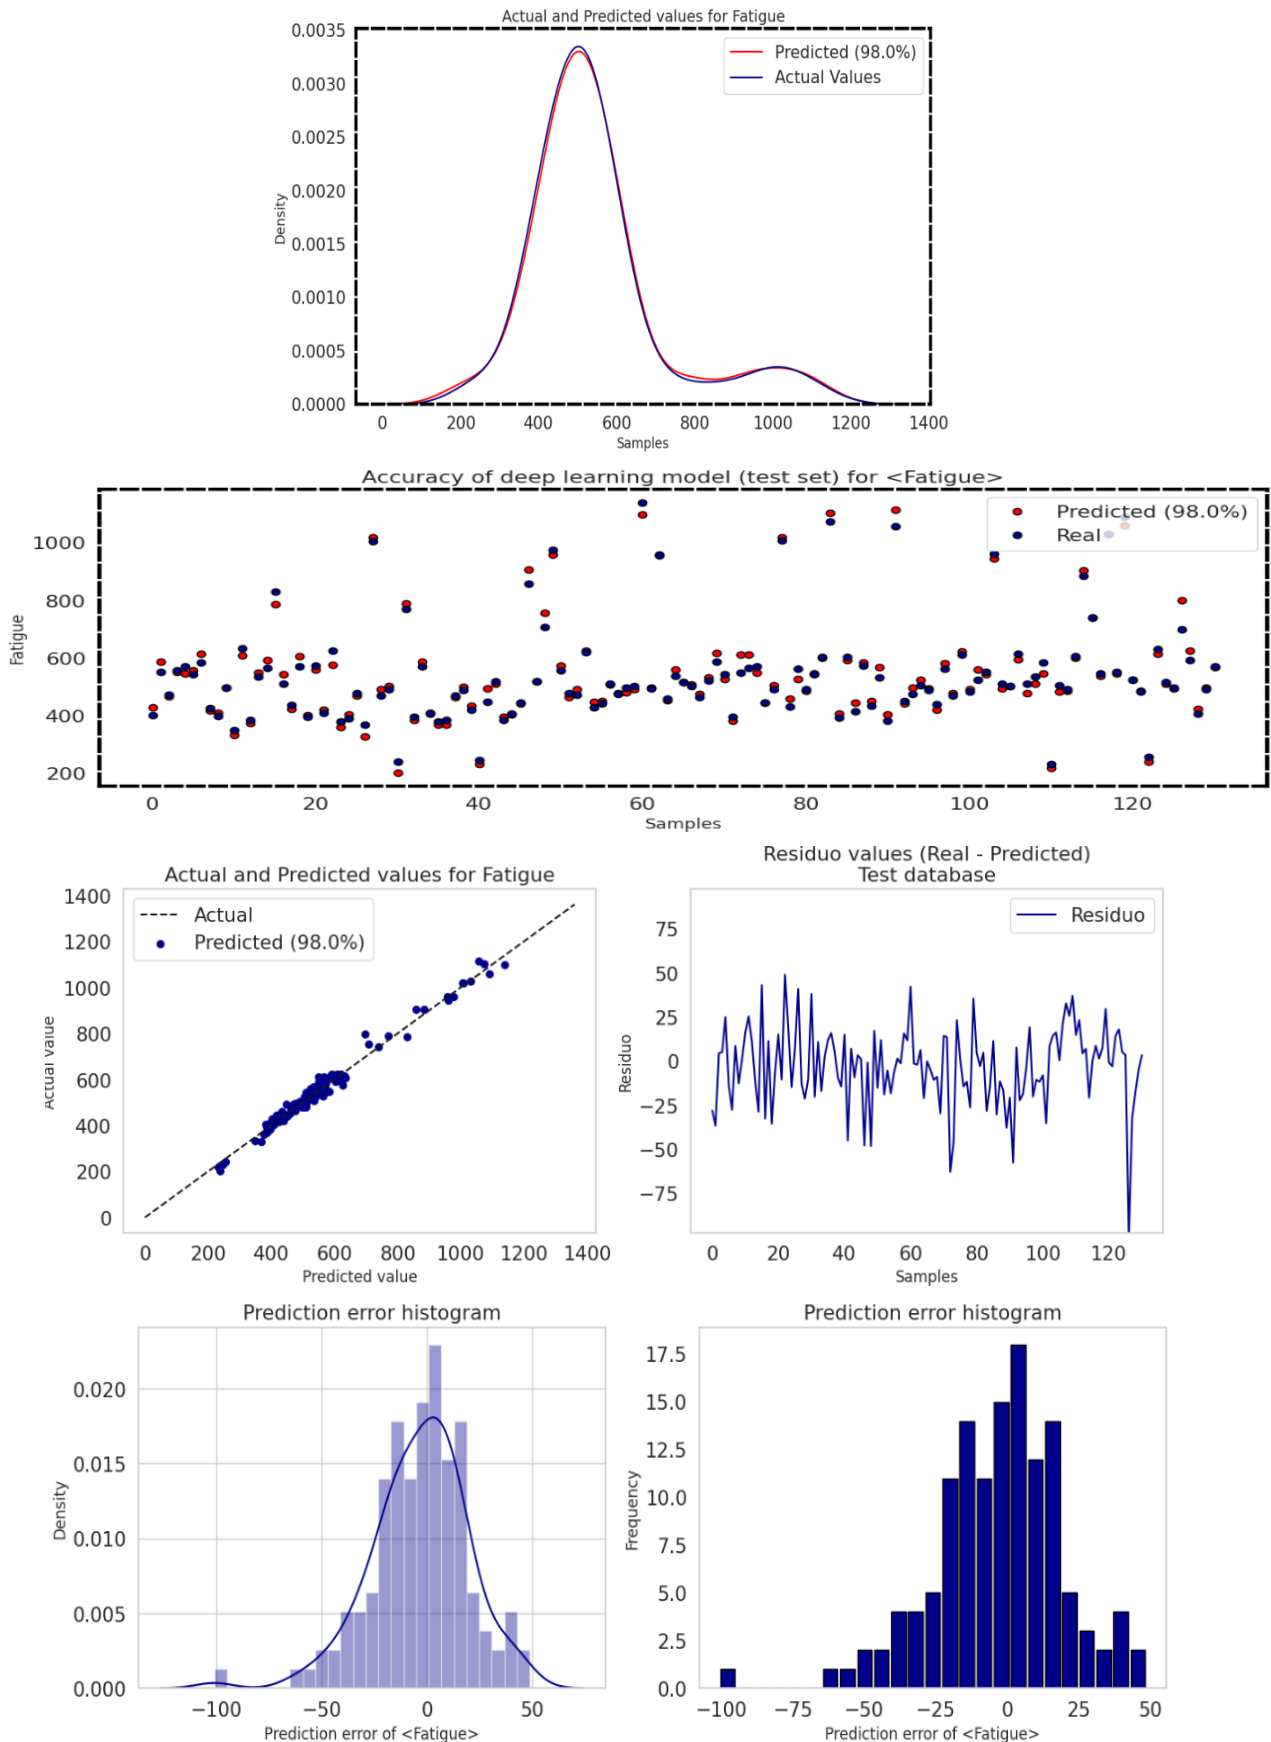 Actual and Predicted values for Fatigue
0.0035
0.0030
0.0025
0.0020
0.0015
0.0010
0.0005
0.0000
Density
Predicted (98.0%)
Actual Values
0 200 400 600 800 1000 1200 1400
Samples
Accuracy of deep learning model (test set) for <Fatigue>
1000
800
600
400
200
Fatigue
Predicted (98.0%)
Real
0 20 40 60 80 100 120
Samples
Actual and Predicted values for Fatigue
1400
1200
1000
800
600
400
200
0
Actual value
Actual
Predicted (98.0%)
0 200 400 600 800 1000 1200 1400
Predicted value
Residuo values (Real - Predicted)
Test database
75
50
25
0
−25
−50
−75
Residuo
Residuo
0 20 40 60 80 100 120
Samples
Prediction error histogram
0.020
0.015
0.010
0.005
0.000
Density
−100 −50 0 50
Prediction error of <Fatigue>
Prediction error histogram
17.5
15.0
12.5
10.0
7.5
5.0
2.5
0.0
Frequency
−100 −75 −50 −25 0 25 50
Prediction error of <Fatigue>